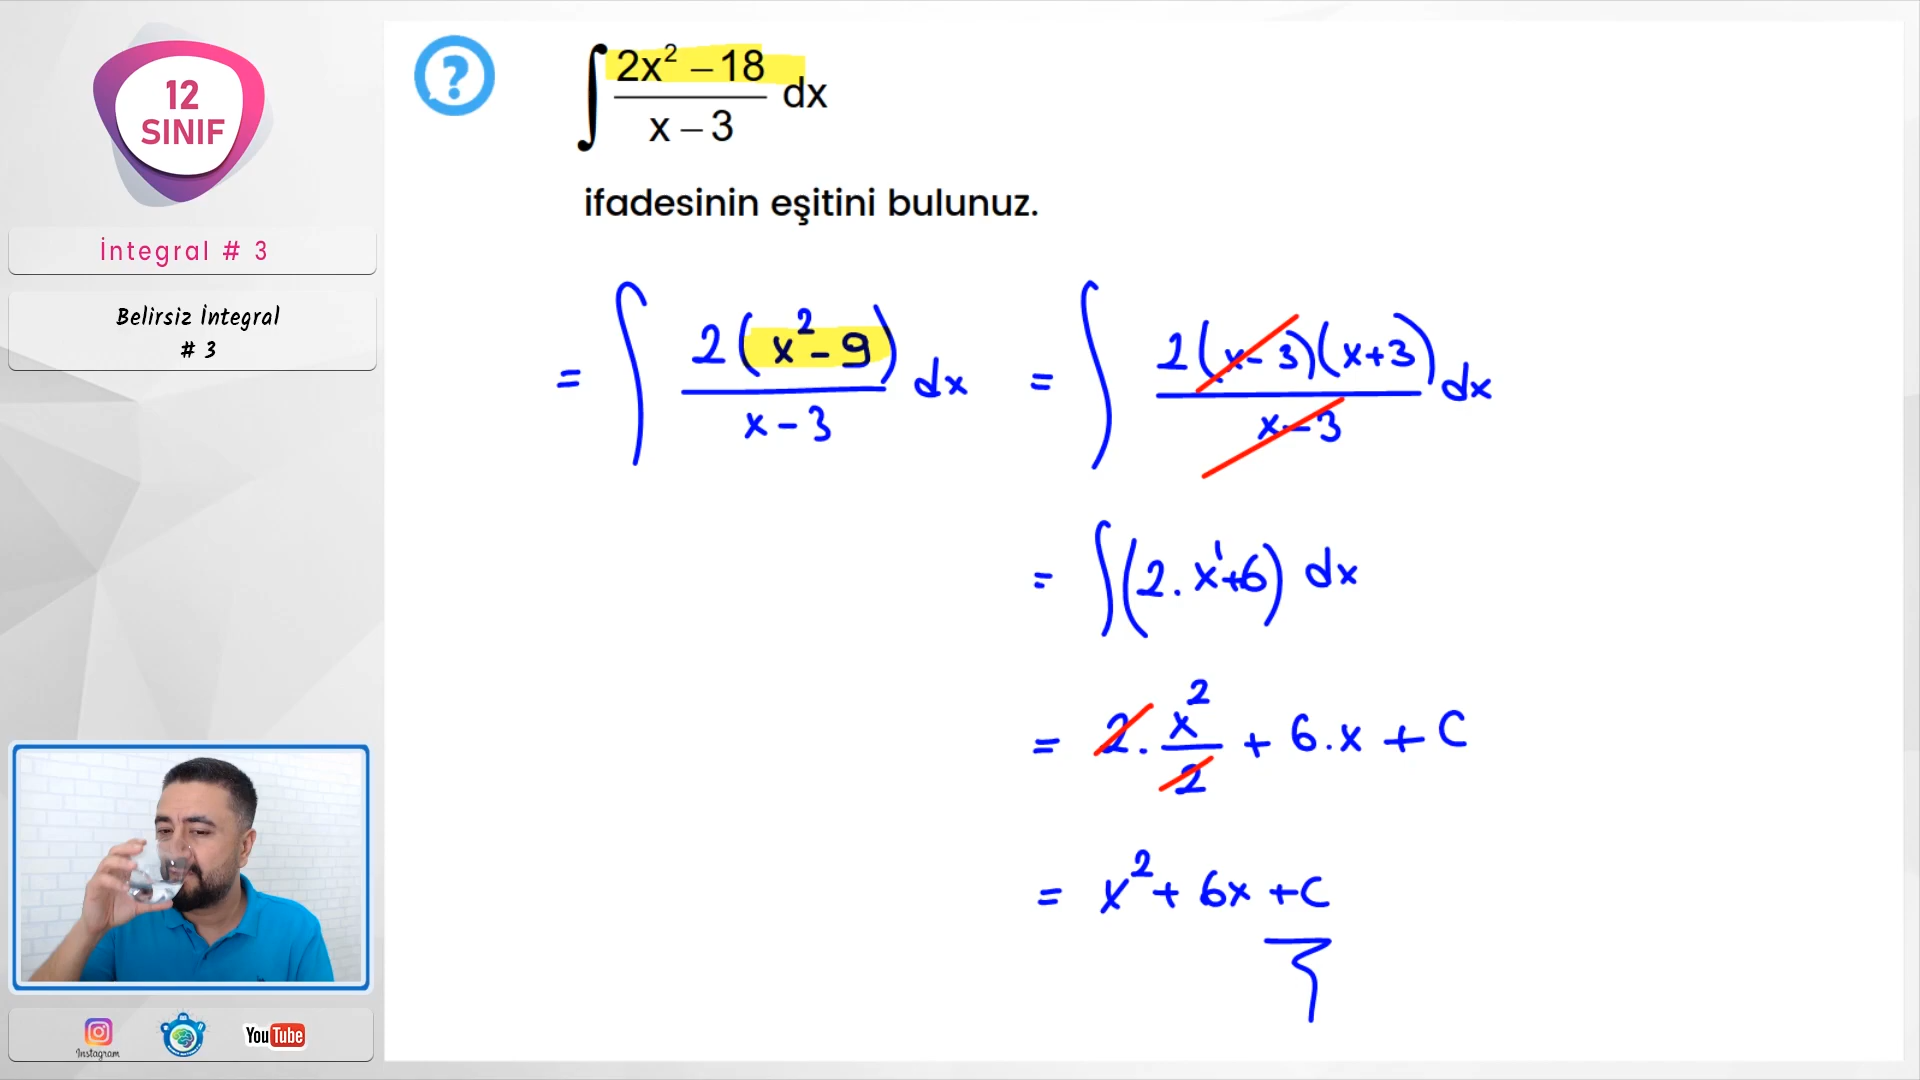 12
SINIF
İntegral # 3
Belirsiz İntegral
# 3
Instagram
YouTube
∫ (2x² – 18)/(x – 3) dx
ifadesinin eşitini bulunuz.
= ∫ 2(x² - 9)/(x - 3) dx = ∫ 2(x - 3)(x + 3)/(x - 3) dx
= ∫ (2.x¹+6) dx
= 2. x²/2 + 6.x + C
= x² + 6x + C